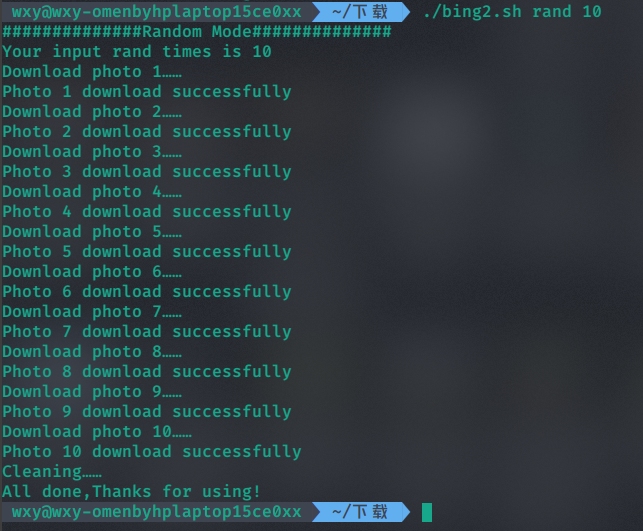 wxy@wxy-omenbyhplaptop15ce0xx ~/下载 ./bing2.sh rand 10
##############Random Mode##############
Your input rand times is 10
Download photo 1……
Photo 1 download successfully
Download photo 2……
Photo 2 download successfully
Download photo 3……
Photo 3 download successfully
Download photo 4……
Photo 4 download successfully
Download photo 5……
Photo 5 download successfully
Download photo 6……
Photo 6 download successfully
Download photo 7……
Photo 7 download successfully
Download photo 8……
Photo 8 download successfully
Download photo 9……
Photo 9 download successfully
Download photo 10……
Photo 10 download successfully
Cleaning……
All done,Thanks for using!
wxy@wxy-omenbyhplaptop15ce0xx ~/下载